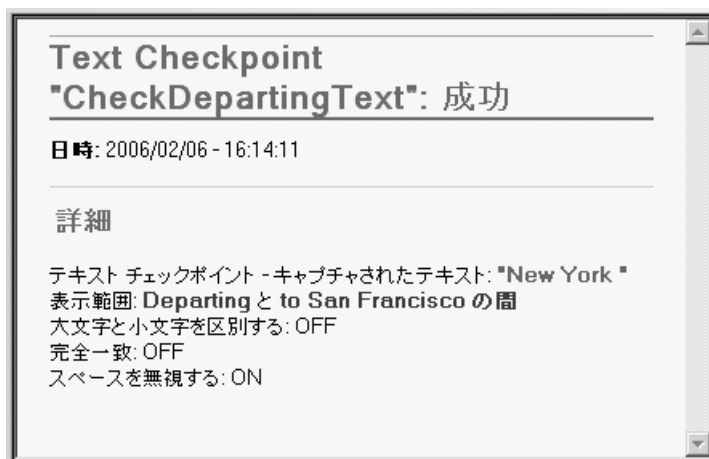 Text Checkpoint
"CheckDepartingText": 成功
日時: 2006/02/06 - 16:14:11
詳細
テキスト チェックポイント - キャプチャされたテキスト: "New York "
表示範囲: Departing と to San Francisco の間
大文字と小文字を区別する: OFF
完全一致: OFF
スペースを無視する: ON